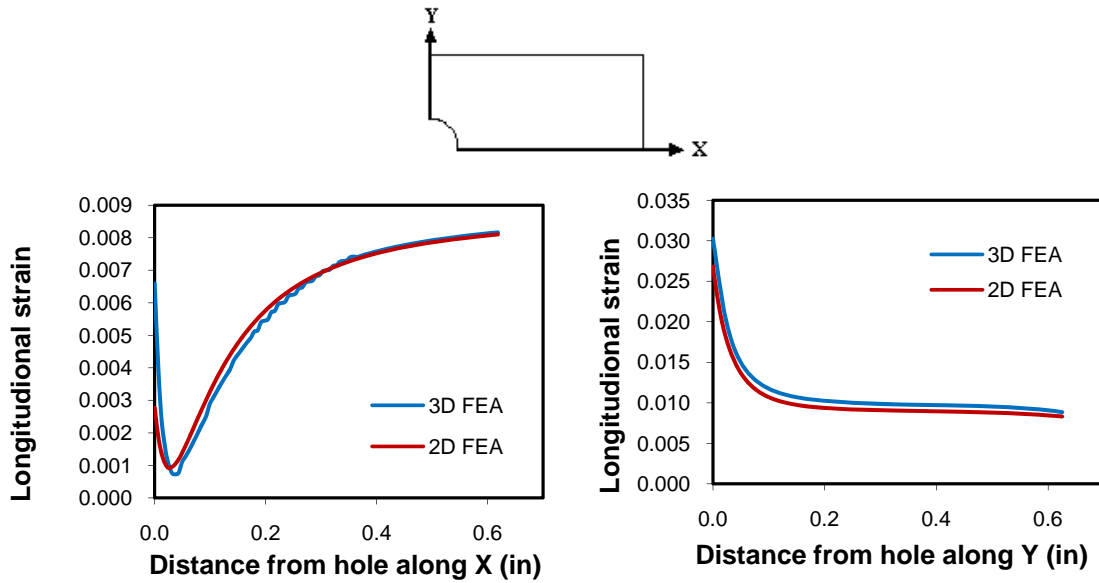 Y
X
0.009
0.008
0.007
0.006
0.005
0.004
0.003
0.002
0.001
0.000
Longitudional strain
3D FEA
2D FEA
0.0 0.2 0.4 0.6
Distance from hole along X (in)
0.035
0.030
0.025
0.020
0.015
0.010
0.005
0.000
Longitudional strain
3D FEA
2D FEA
0.0 0.2 0.4 0.6
Distance from hole along Y (in)